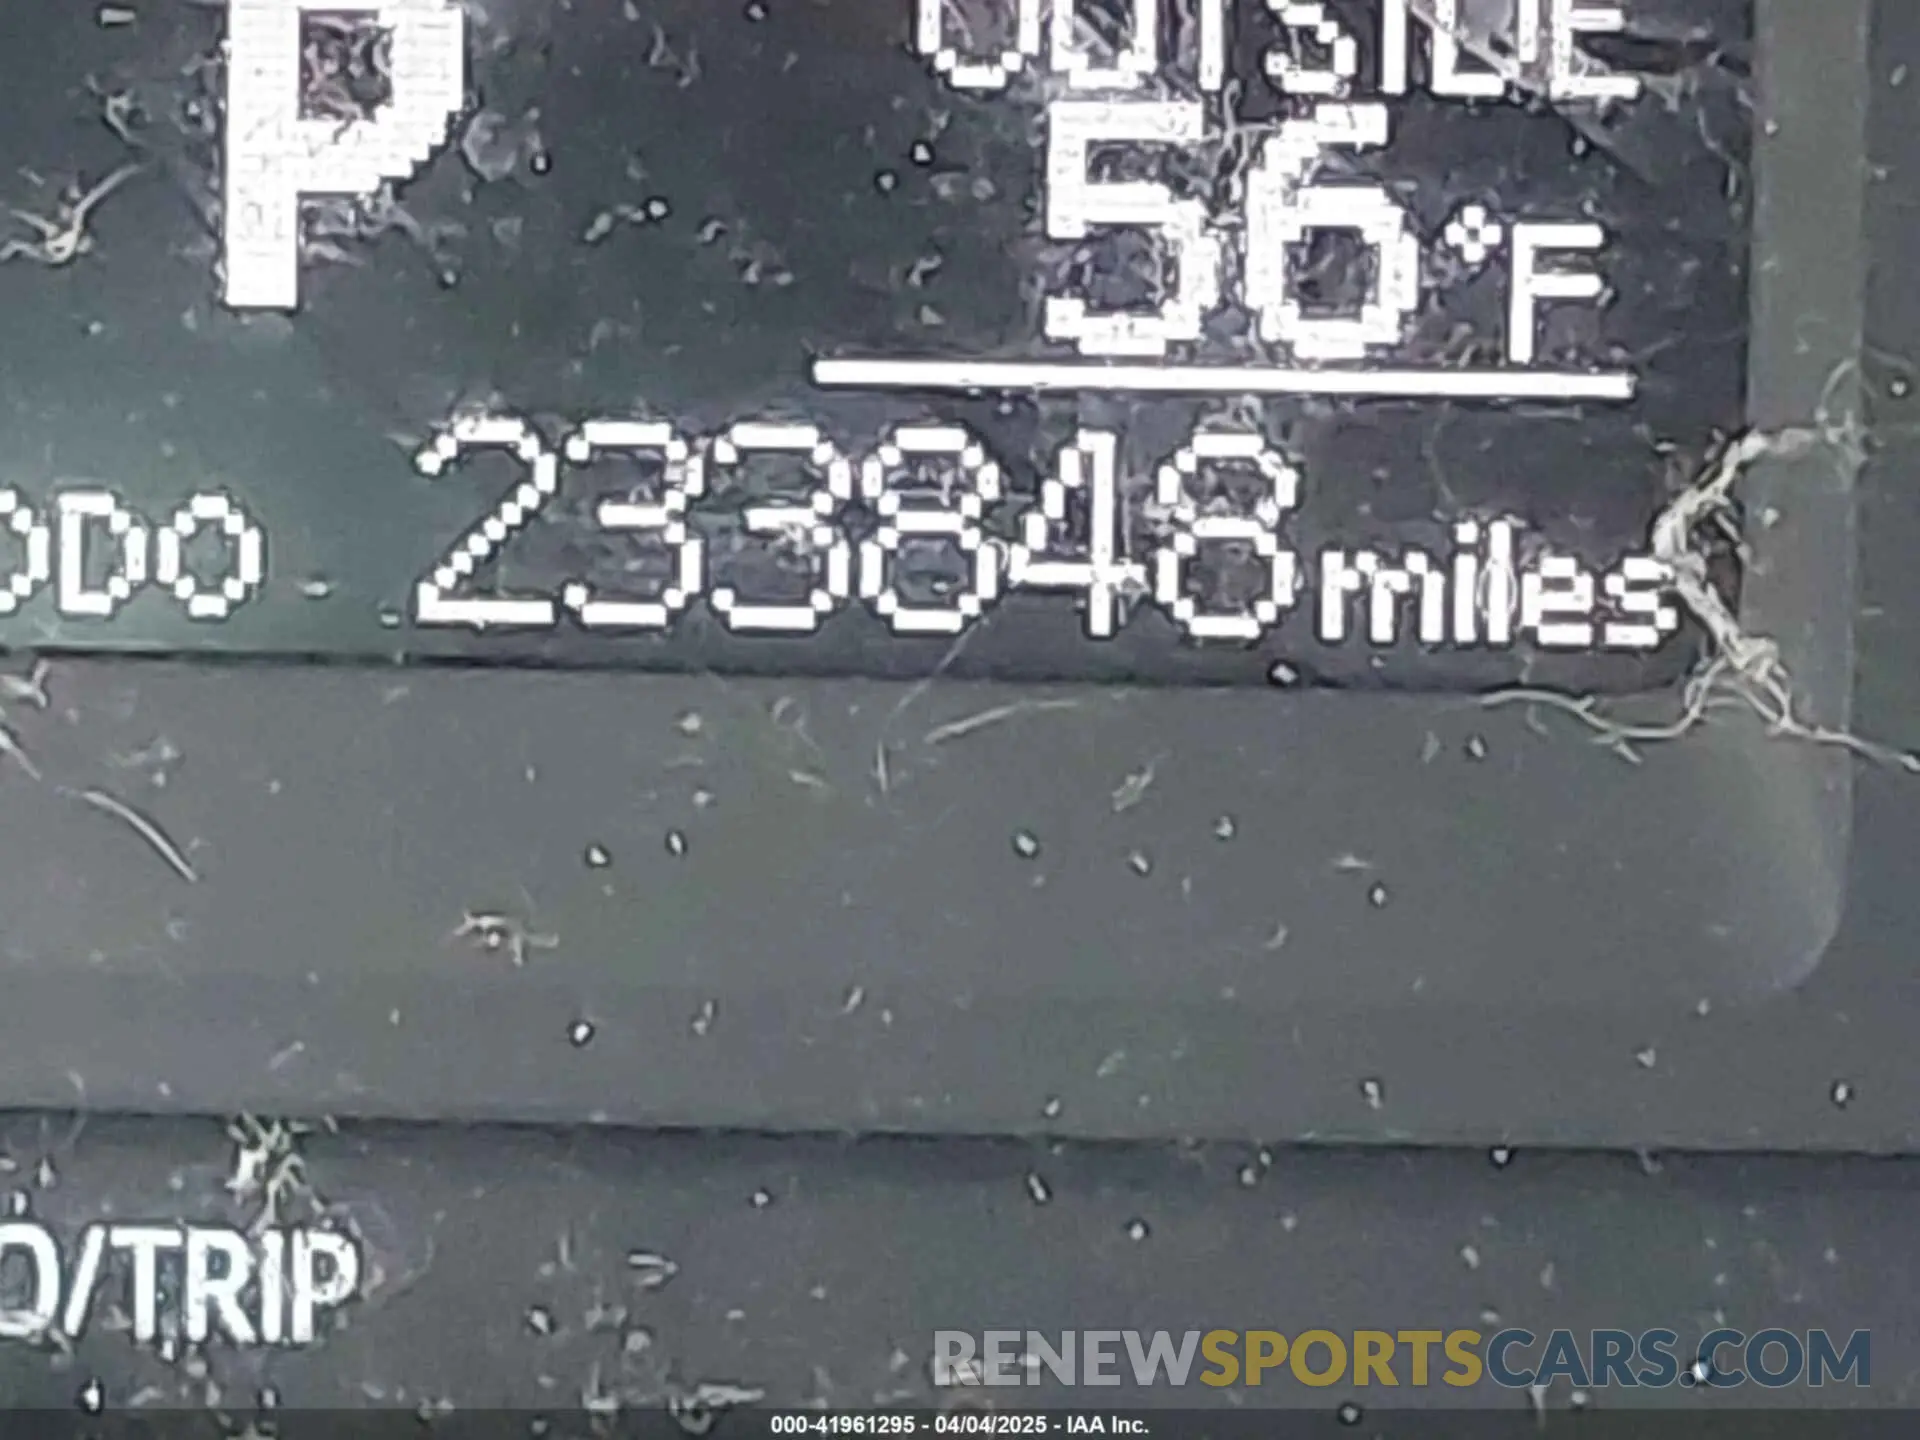 P
OUTSIDE
56°F
ODO 233848 miles
O/TRIP
RENEWSPORTSCARS.COM
000-41961295 - 04/04/2025 - IAA Inc.